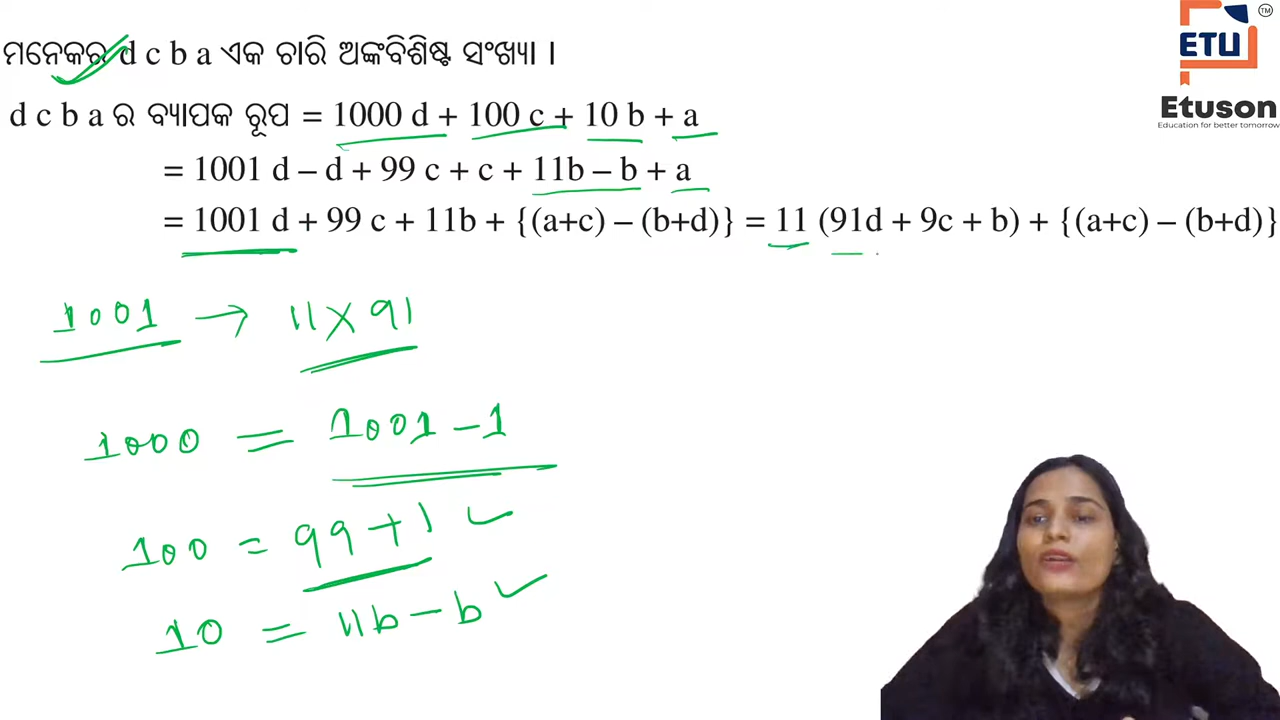 ମନେକର d c b a ଏକ ଚାରି ଅଙ୍କବିଶିଷ୍ଟ ସଂଖ୍ୟା ।
d c b a ର ବ୍ୟାପକ ରୂପ = 1000 d + 100 c + 10 b + a
= 1001 d – d + 99 c + c + 11b – b + a
= 1001 d + 99 c + 11b + {(a+c) – (b+d)} = 11 (91d + 9c + b) + {(a+c) – (b+d)}
1001 → 11 × 91
1000 = 1001 – 1
100 = 99 + 1
10 = 11b – b
ETU
TM
Etuson
Education for better tomorrow